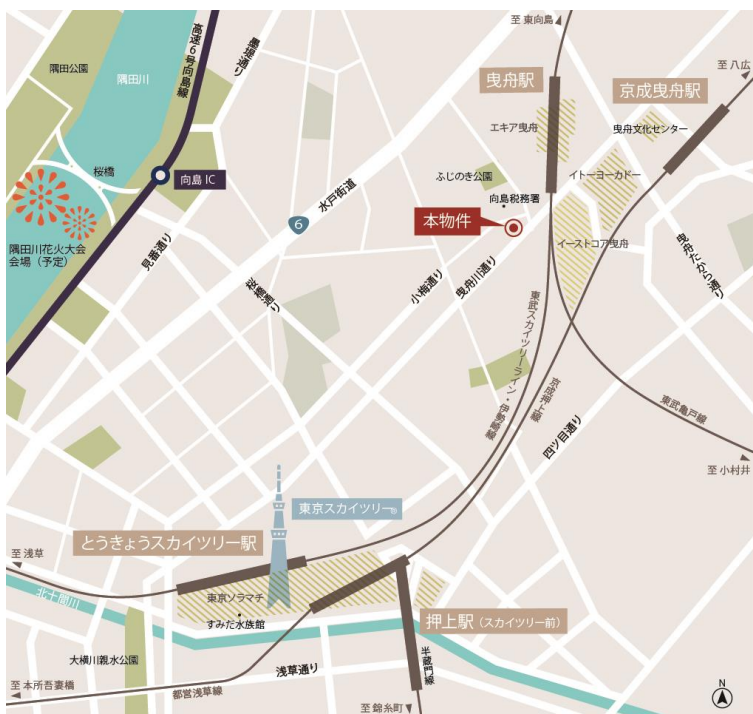 至 東向島
至 八広
高速6号向島線
墨堤通り
隅田公園
隅田川
曳舟駅
京成曳舟駅
エキア曳舟
曳舟文化センター
桜橋
向島 IC
ふじのき公園
イトーヨーカドー
向島税務署
水戸街道
6
本物件
隅田川花火大会
会場（予定）
見番通り
イーストコア曳舟
曳舟たから通り
桜橋通り
小梅通り
曳舟川通り
東武スカイツリーライン・伊勢崎線
京成押上線
東武亀戸線
四ツ目通り
至 小村井
東京スカイツリー®
とうきょうスカイツリー駅
至 浅草
北十間川
東京ソラマチ
すみだ水族館
押上駅（スカイツリー前）
大横川親水公園
浅草通り
半蔵門線
至 本所吾妻橋
都営浅草線
至 錦糸町
N